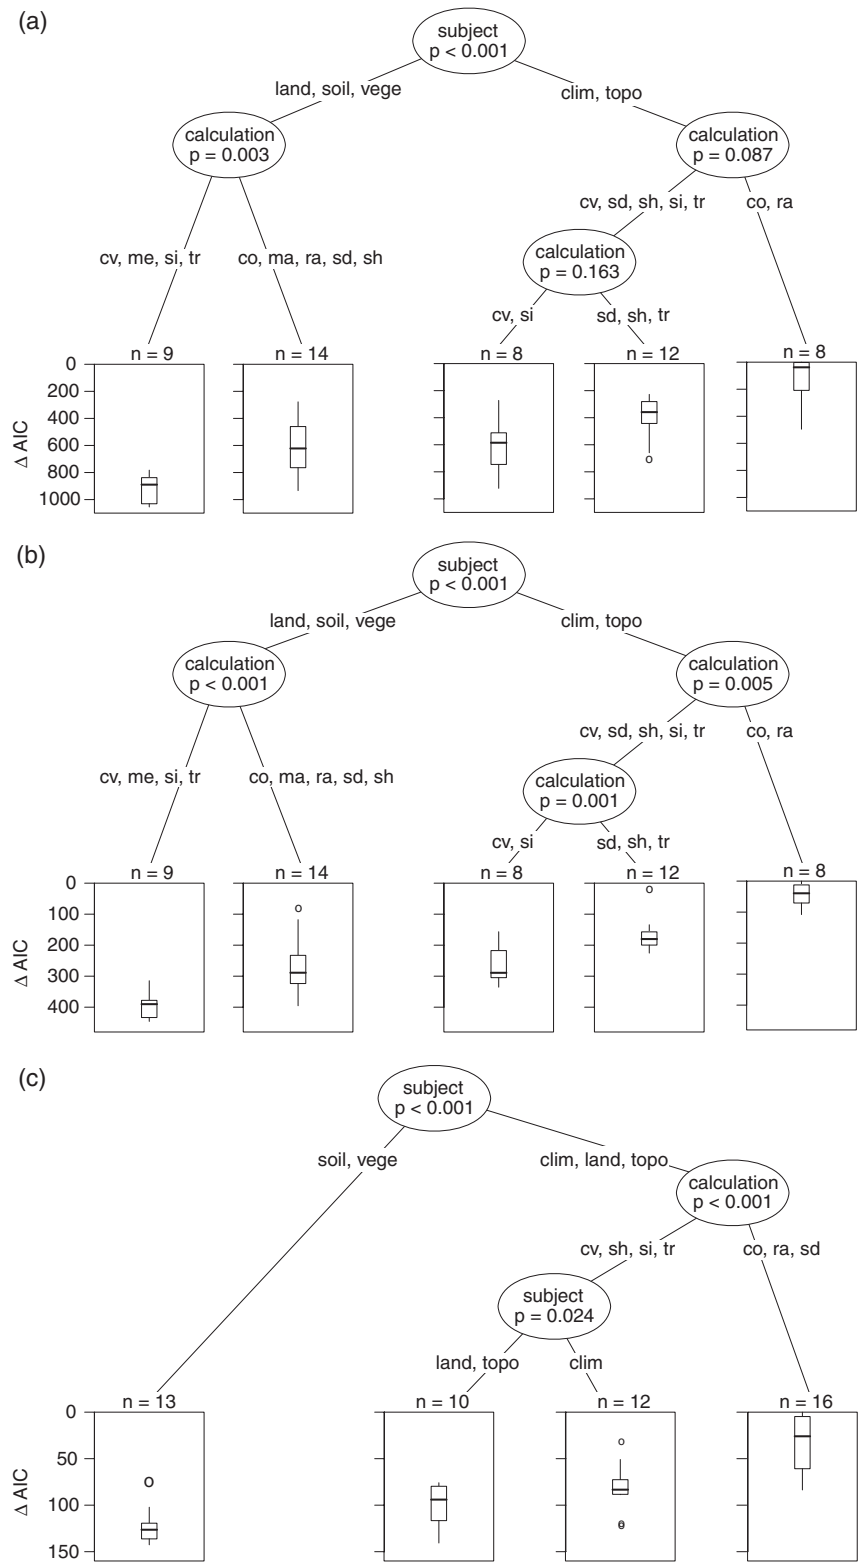 (a)
subject
p < 0.001
land, soil, vege
clim, topo
calculation
p = 0.003
calculation
p = 0.087
cv, sd, sh, si, tr
co, ra
cv, me, si, tr
co, ma, ra, sd, sh
calculation
p = 0.163
cv, si
sd, sh, tr
n = 9
n = 14
n = 8
n = 12
n = 8
0
200
400
600
800
1000
Δ AIC
(b)
subject
p < 0.001
land, soil, vege
clim, topo
calculation
p < 0.001
calculation
p = 0.005
cv, sd, sh, si, tr
co, ra
cv, me, si, tr
co, ma, ra, sd, sh
calculation
p = 0.001
cv, si
sd, sh, tr
n = 9
n = 14
n = 8
n = 12
n = 8
0
100
200
300
400
Δ AIC
(c)
subject
p < 0.001
soil, vege
clim, land, topo
calculation
p < 0.001
cv, sh, si, tr
co, ra, sd
subject
p = 0.024
land, topo
clim
n = 13
n = 10
n = 12
n = 16
0
50
100
150
Δ AIC